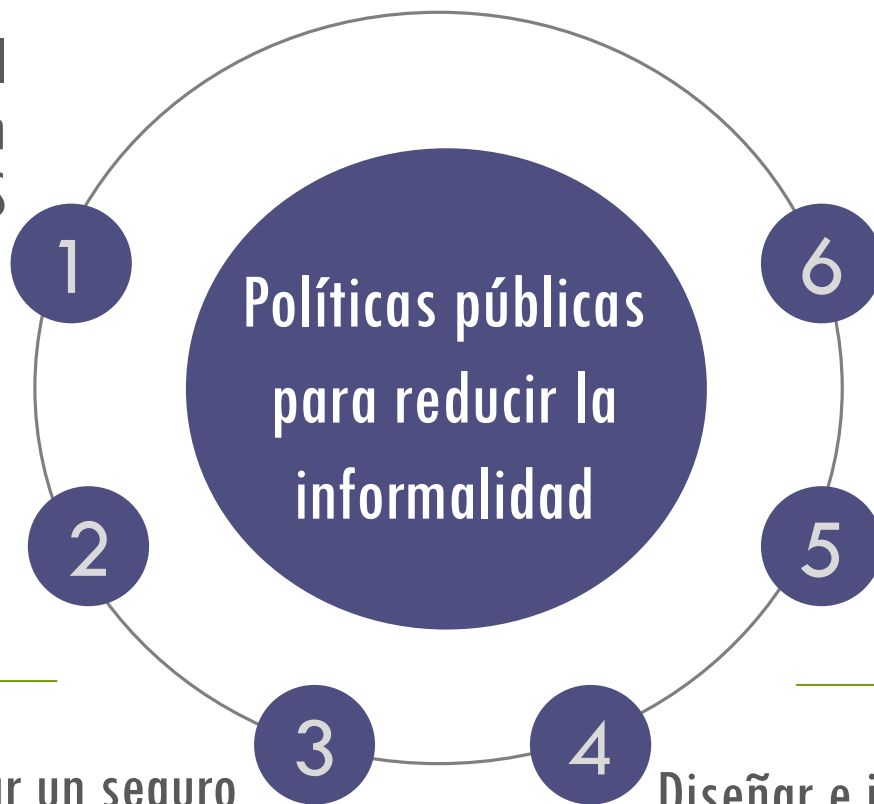 1
6
Políticas públicas
para reducir la
informalidad
2
5
3
4
un seguro
Diseñar e